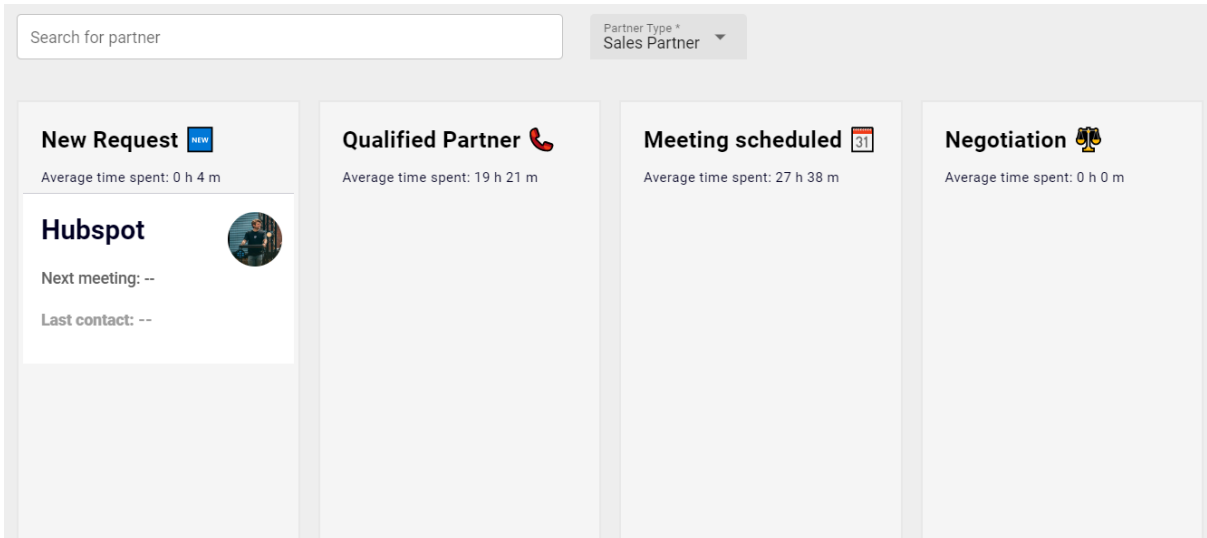 Search for partner
Partner Type *
Sales Partner
New Request NEW
Average time spent: 0 h 4 m
Hubspot
Next meeting: --
Last contact: --
Qualified Partner
Average time spent: 19 h 21 m
Meeting scheduled 31
Average time spent: 27 h 38 m
Negotiation
Average time spent: 0 h 0 m